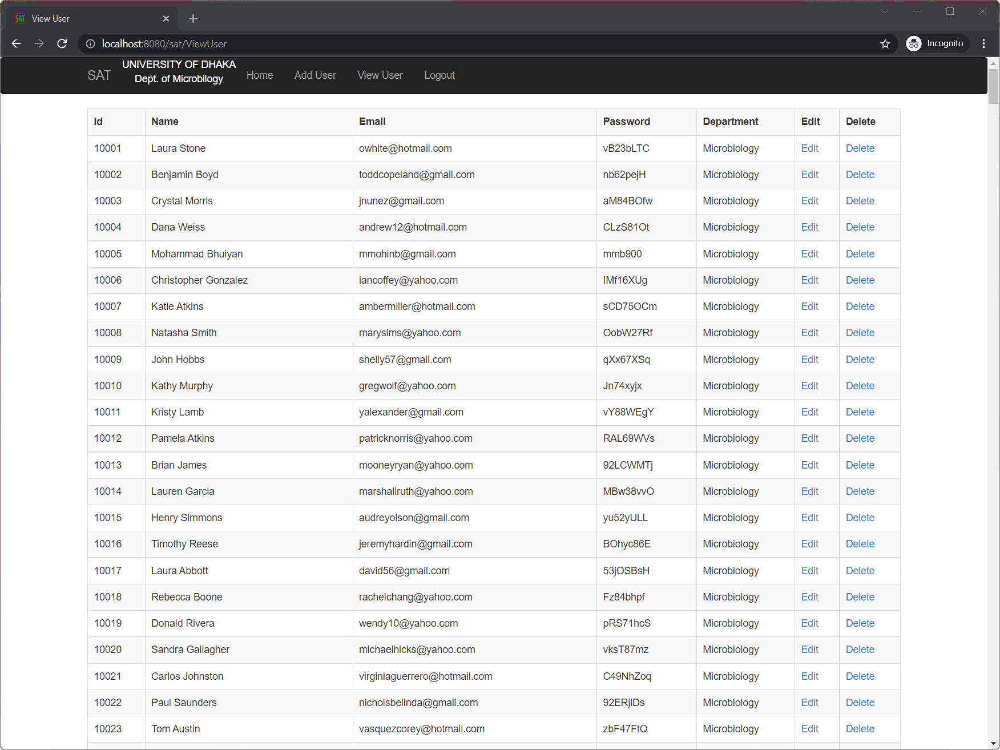 SAT View User
localhost:8080/sat/ViewUser Incognito
SAT UNIVERSITY OF DHAKA Dept. of Microbilogy Home Add User View User Logout
Id Name Email Password Department Edit Delete
10001 Laura Stone owhite@hotmail.com vB23bLTC Microbiology Edit Delete
10002 Benjamin Boyd toddcopeland@gmail.com nb62pejH Microbiology Edit Delete
10003 Crystal Morris jnunez@gmail.com aM84BOfw Microbiology Edit Delete
10004 Dana Weiss andrew12@hotmail.com CLzS81Ot Microbiology Edit Delete
10005 Mohammad Bhuiyan mmohinb@gmail.com mmb900 Microbiology Edit Delete
10006 Christopher Gonzalez iancoffey@yahoo.com IMf16XUg Microbiology Edit Delete
10007 Katie Atkins ambermiller@hotmail.com sCD75OCm Microbiology Edit Delete
10008 Natasha Smith marysims@yahoo.com OobW27Rf Microbiology Edit Delete
10009 John Hobbs shelly57@gmail.com qXx67XSq Microbiology Edit Delete
10010 Kathy Murphy gregwolf@yahoo.com Jn74xyjx Microbiology Edit Delete
10011 Kristy Lamb yalexander@gmail.com vY88WEgY Microbiology Edit Delete
10012 Pamela Atkins patricknorris@yahoo.com RAL69WVs Microbiology Edit Delete
10013 Brian James mooneyryan@yahoo.com 92LCWMTj Microbiology Edit Delete
10014 Lauren Garcia marshallruth@yahoo.com MBw38vvO Microbiology Edit Delete
10015 Henry Simmons audreyolson@gmail.com yu52yULL Microbiology Edit Delete
10016 Timothy Reese jeremyhardin@gmail.com BOhyc86E Microbiology Edit Delete
10017 Laura Abbott david56@gmail.com 53jOSBsH Microbiology Edit Delete
10018 Rebecca Boone rachelchang@yahoo.com Fz84bhpf Microbiology Edit Delete
10019 Donald Rivera wendy10@yahoo.com pRS71hcS Microbiology Edit Delete
10020 Sandra Gallagher michaelhicks@yahoo.com vksT87mz Microbiology Edit Delete
10021 Carlos Johnston virginiaguerrero@hotmail.com C49NhZoq Microbiology Edit Delete
10022 Paul Saunders nicholsbelinda@gmail.com 92ERjlDs Microbiology Edit Delete
10023 Tom Austin vasquezcorey@hotmail.com zbF47FtQ Microbiology Edit Delete